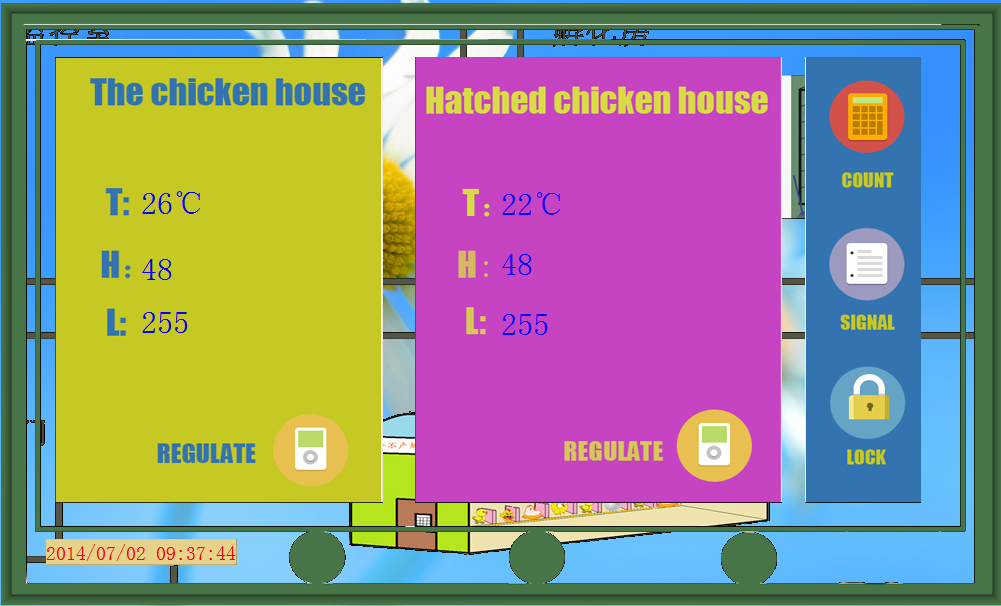 The chicken house
T: 26℃
H: 48
L: 255
REGULATE
Hatched chicken house
T: 22℃
H: 48
L: 255
REGULATE
COUNT
SIGNAL
LOCK
2014/07/02 09:37:44